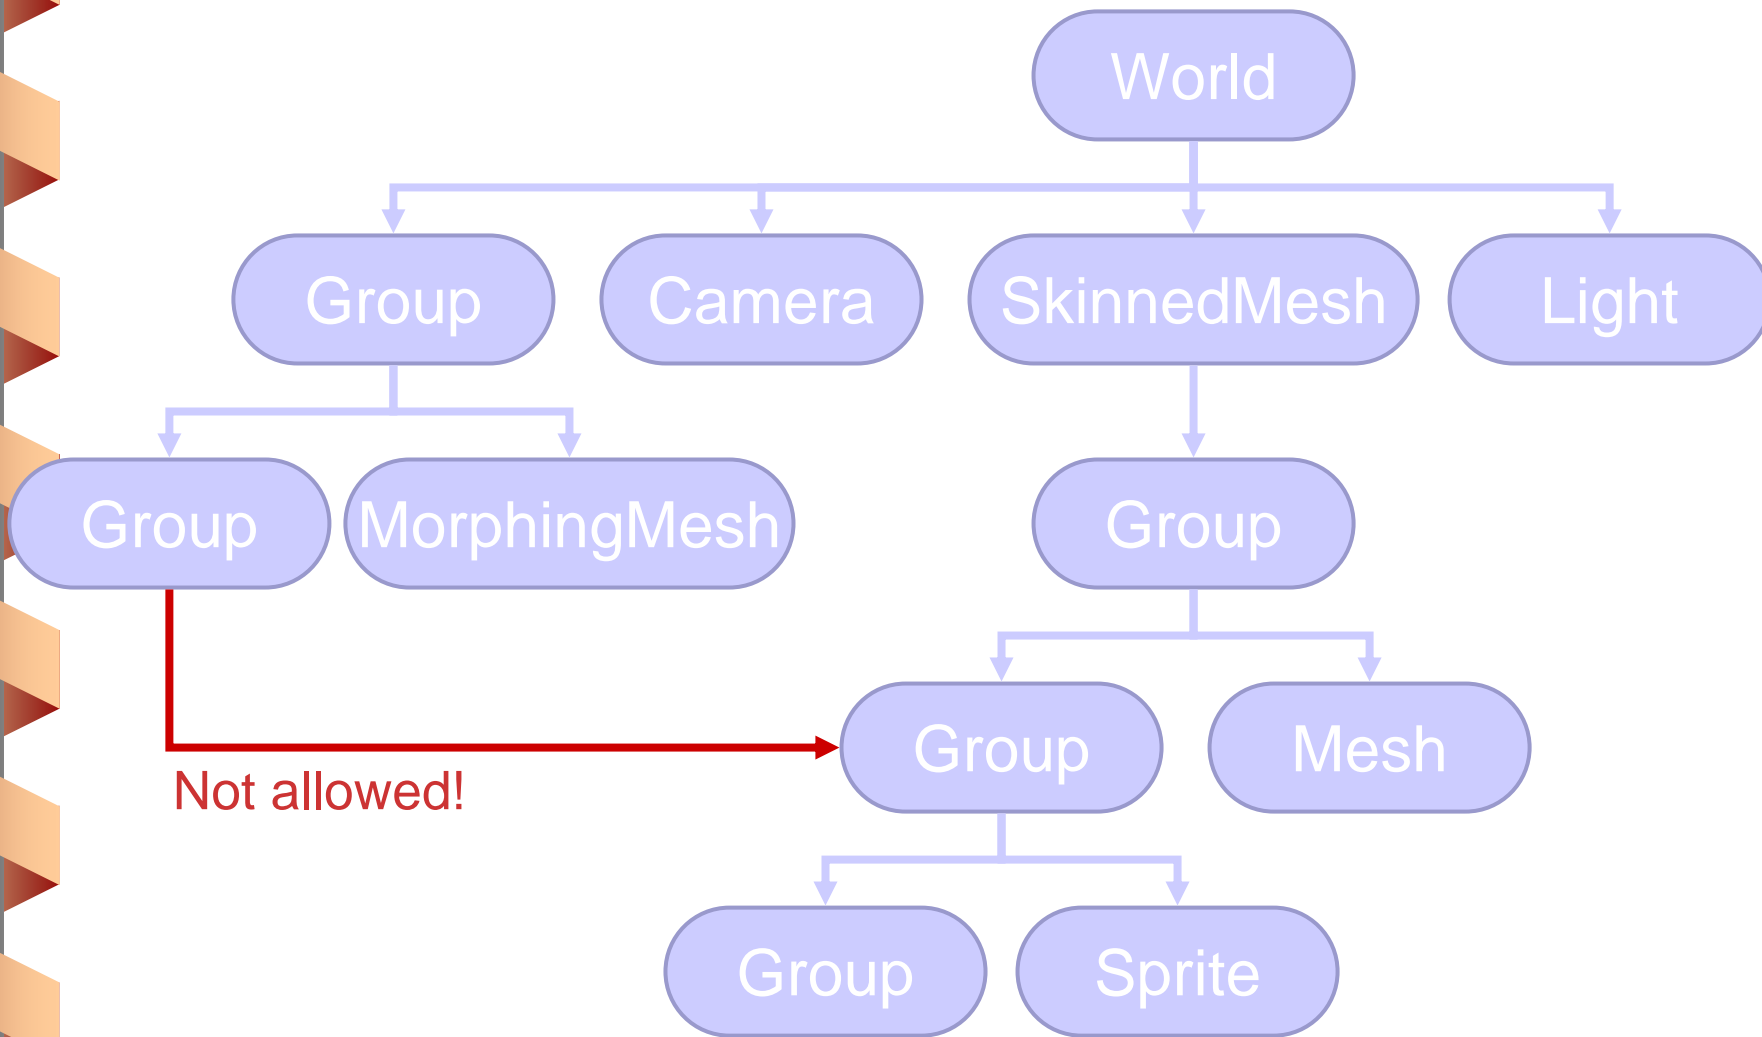 World
Group
Camera
SkinnedMesh
Light
Group
MorphingMesh
Group
Group
Mesh
Not allowed!
Group
Sprite